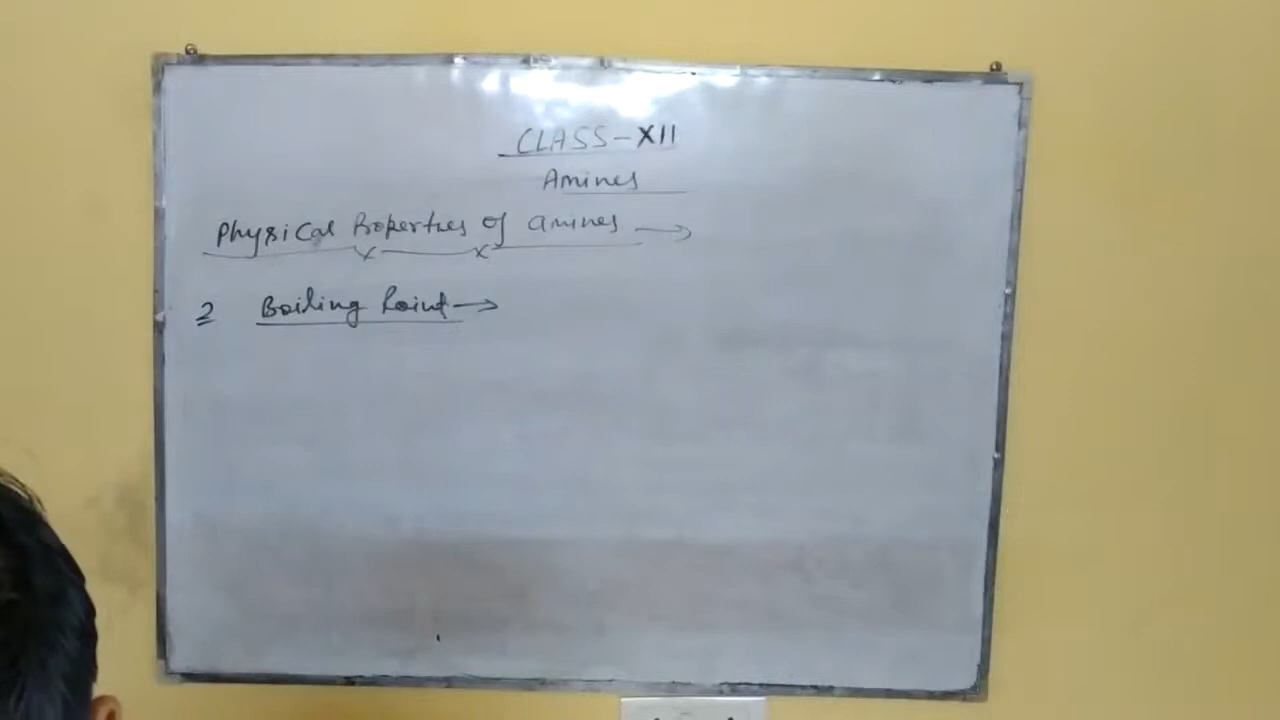 CLASS-XII
Amines
Physical Properties of amines →
2 Boiling Point →